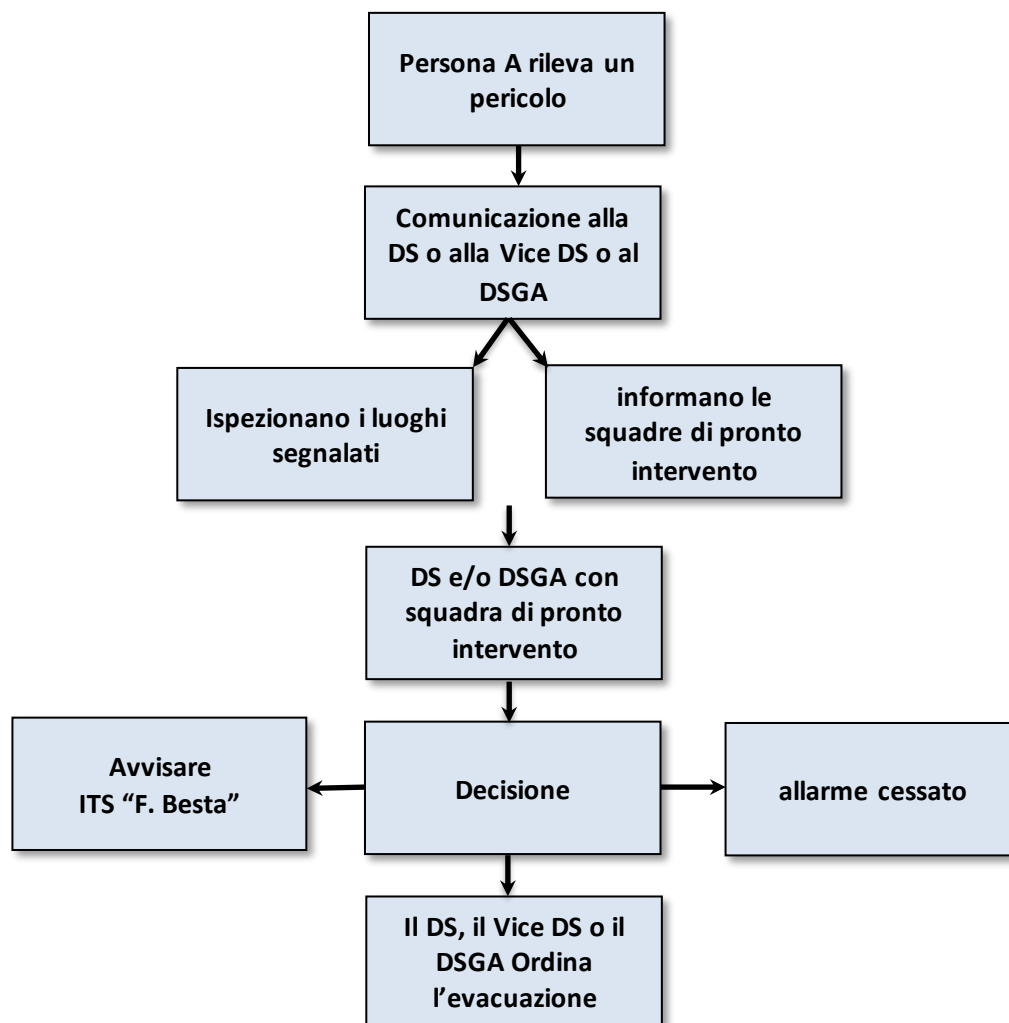 Persona A rileva un
pericolo
Comunicazione alla
DS o alla Vice DS o al
DSGA
Ispezionano i luoghi
segnalati
informano le
squadre di pronto
intervento
DS e/o DSGA con
squadra di pronto
intervento
Avvisare
ITS “F. Besta”
Decisione
allarme cessato
Il DS, il Vice DS o il
DSGA Ordina
l’evacuazione